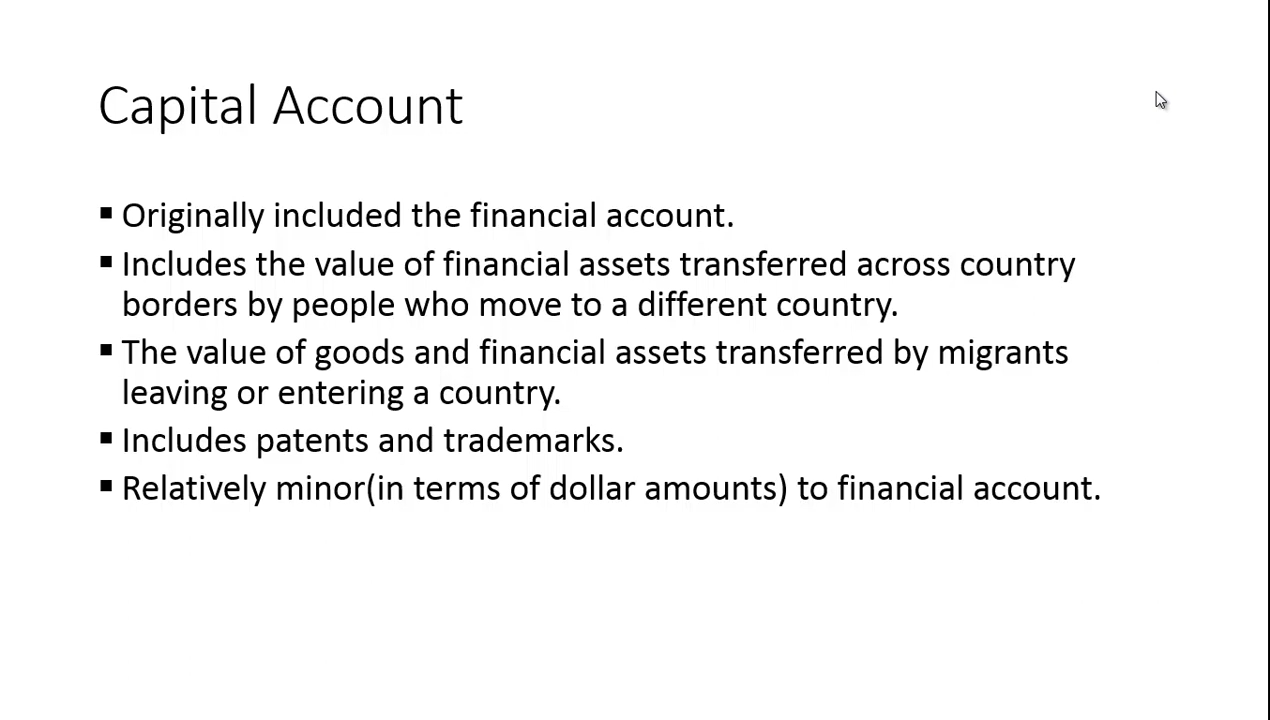 Capital Account
▪ Originally included the financial account.
▪ Includes the value of financial assets transferred across country
borders by people who move to a different country.
▪ The value of goods and financial assets transferred by migrants
leaving or entering a country.
▪ Includes patents and trademarks.
▪ Relatively minor(in terms of dollar amounts) to financial account.